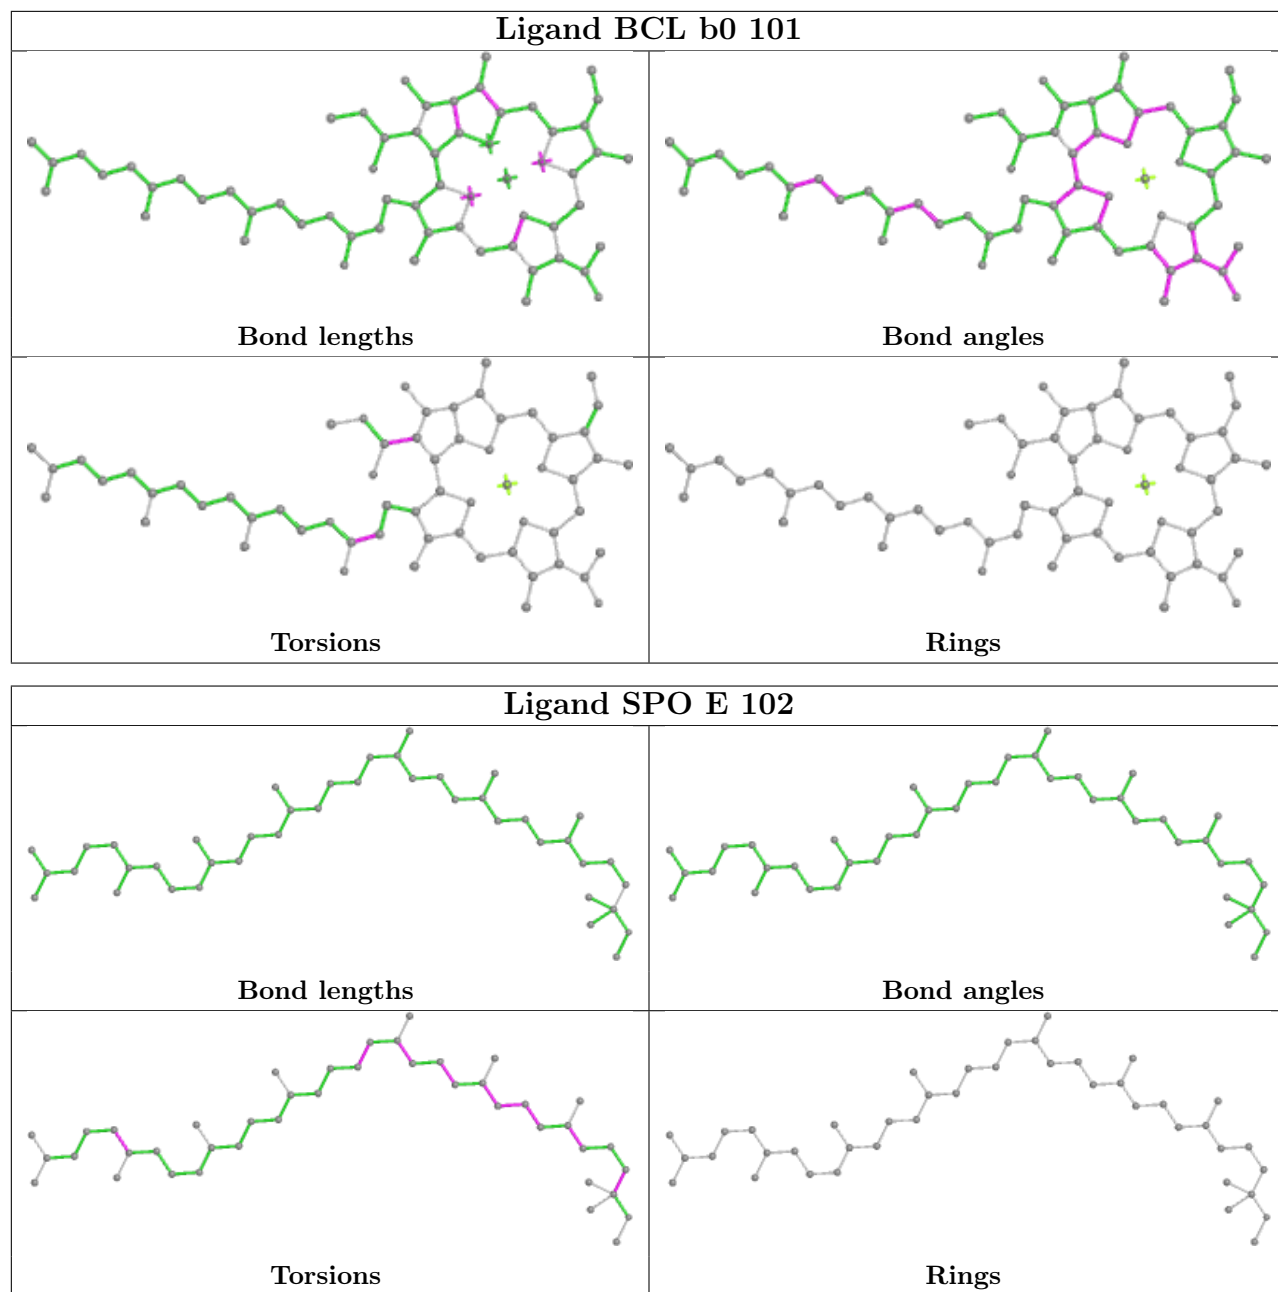 Ligand BCL b0 101
Bond lengths
Bond angles
Torsions
Rings
Ligand SPO E 102
Bond lengths
Bond angles
Torsions
Rings